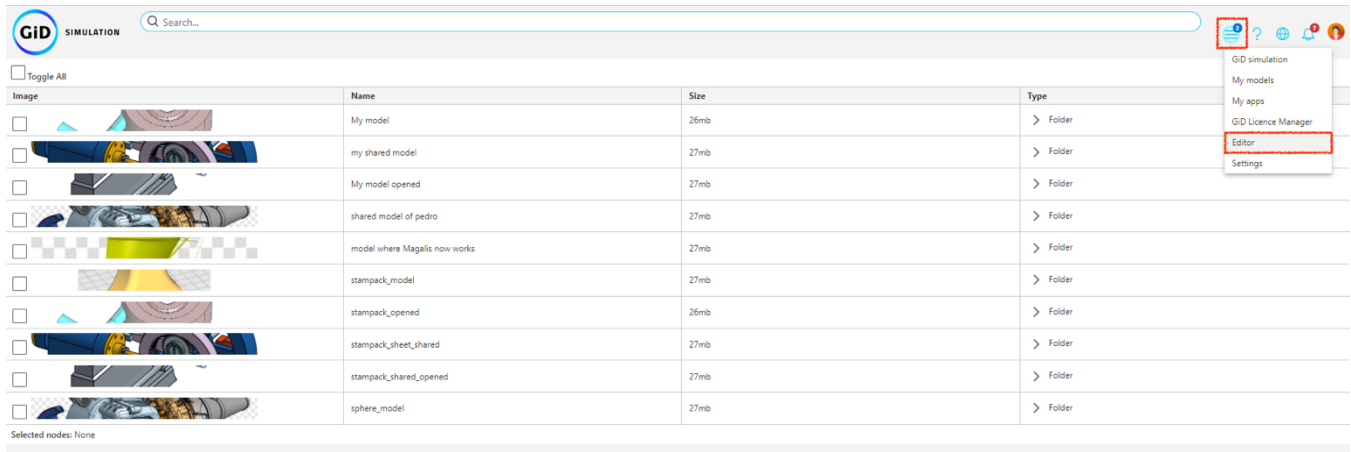 GiD SIMULATION
Search...
2
7
GiD simulation
My models
My apps
GiD Licence Manager
Editor
Settings
Toggle All
Image Name Size Type
My model 26mb Folder
my shared model 27mb Folder
My model opened 27mb Folder
shared model of pedro 27mb Folder
model where Magalis now works 27mb Folder
stampack_model 27mb Folder
stampack_opened 26mb Folder
stampack_sheet_shared 27mb Folder
stampack_shared_opened 27mb Folder
sphere_model 27mb Folder
Selected nodes: None